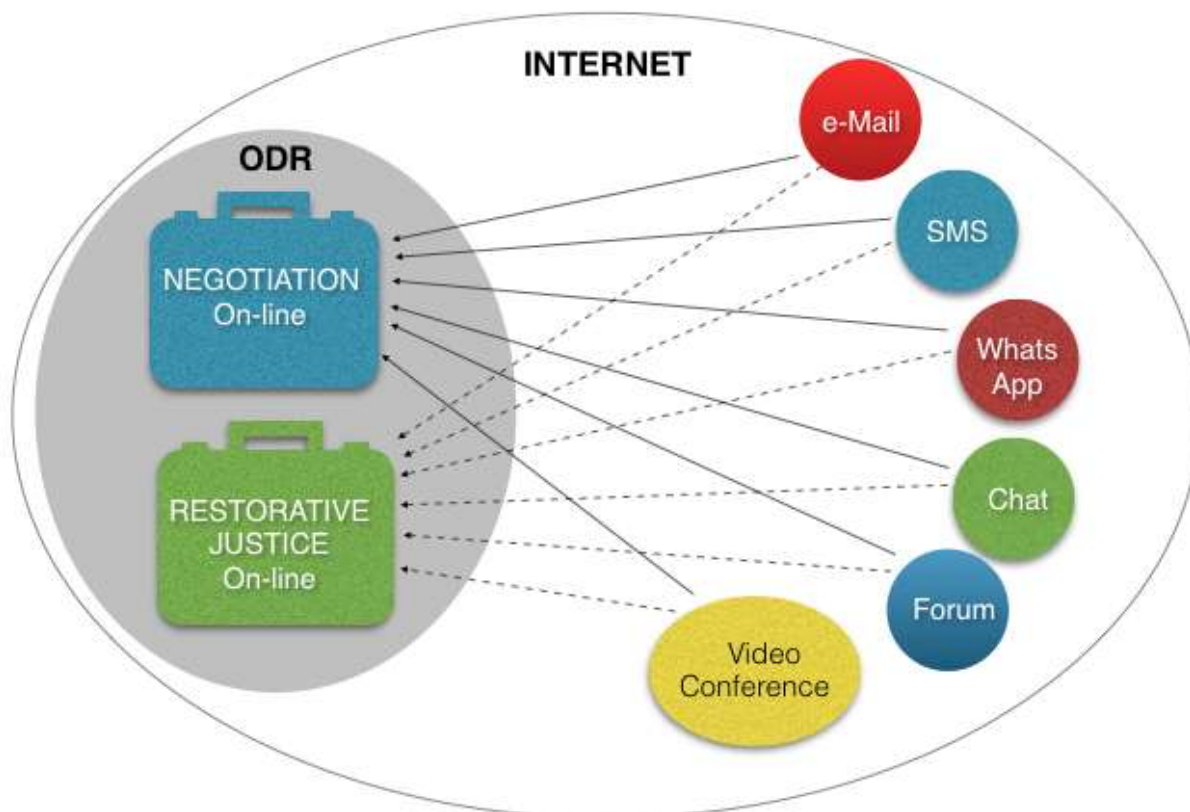 INTERNET
ODR
NEGOTIATION
On-line
RESTORATIVE
JUSTICE
On-line
e-Mail
SMS
Whats
App
Chat
Forum
Video
Conference